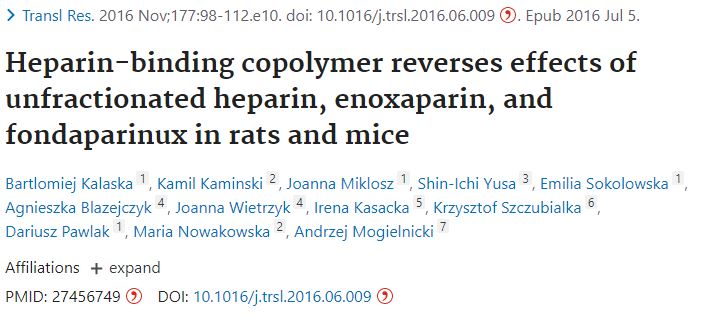 Transl Res. 2016 Nov;177:98-112.e10. doi: 10.1016/j.trsl.2016.06.009. Epub 2016 Jul 5.
Heparin-binding copolymer reverses effects of
unfractionated heparin, enoxaparin, and
fondaparinux in rats and mice
Bartlomiej Kalaska 1, Kamil Kaminski 2, Joanna Miklosz 1, Shin-Ichi Yusa 3, Emilia Sokolowska 1,
Agnieszka Blazejczyk 4, Joanna Wietrzyk 4, Irena Kasacka 5, Krzysztof Szczubialka 6,
Dariusz Pawlak 1, Maria Nowakowska 2, Andrzej Mogielnicki 7
Affiliations + expand
PMID: 27456749 DOI: 10.1016/j.trsl.2016.06.009